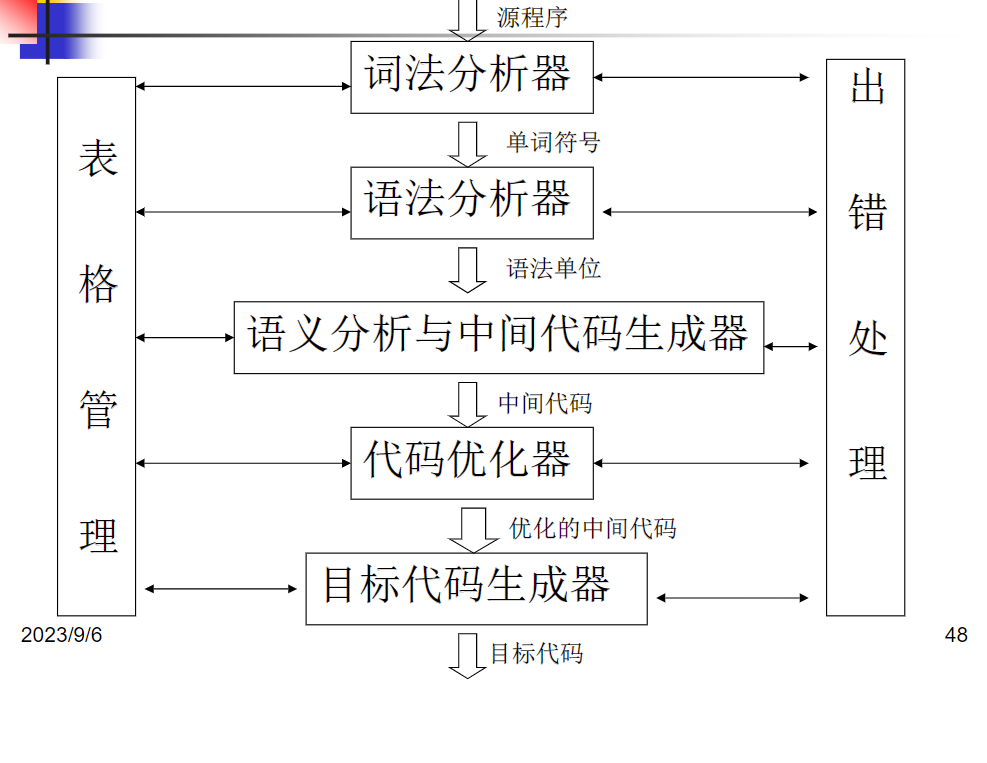 源程序
词法分析器
单词符号
语法分析器
语法单位
语义分析与中间代码生成器
中间代码
代码优化器
优化的中间代码
目标代码生成器
目标代码
表
格
管
理
出
错
处
理
2023/9/6
48